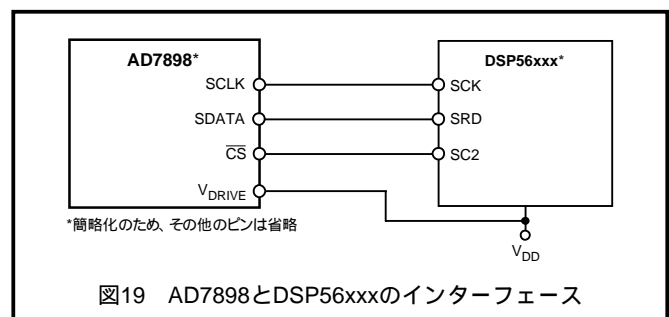 AD7898*
DSP56xxx*
SCLK
SCK
SDATA
SRD
CS
SC2
VDRIVE
*簡略化のため、その他のピンは省略
VDD
図19 AD7898とDSP56xxxのインターフェース